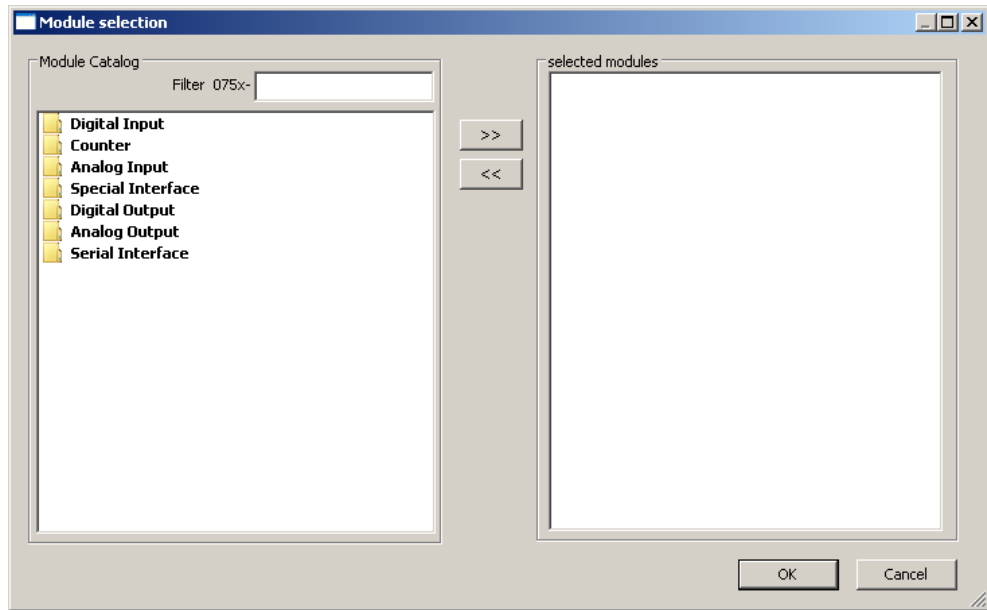 Module selection
Module Catalog
Filter 075x-
Digital Input
Counter
Analog Input
Special Interface
Digital Output
Analog Output
Serial Interface
>>
<<
selected modules
OK
Cancel